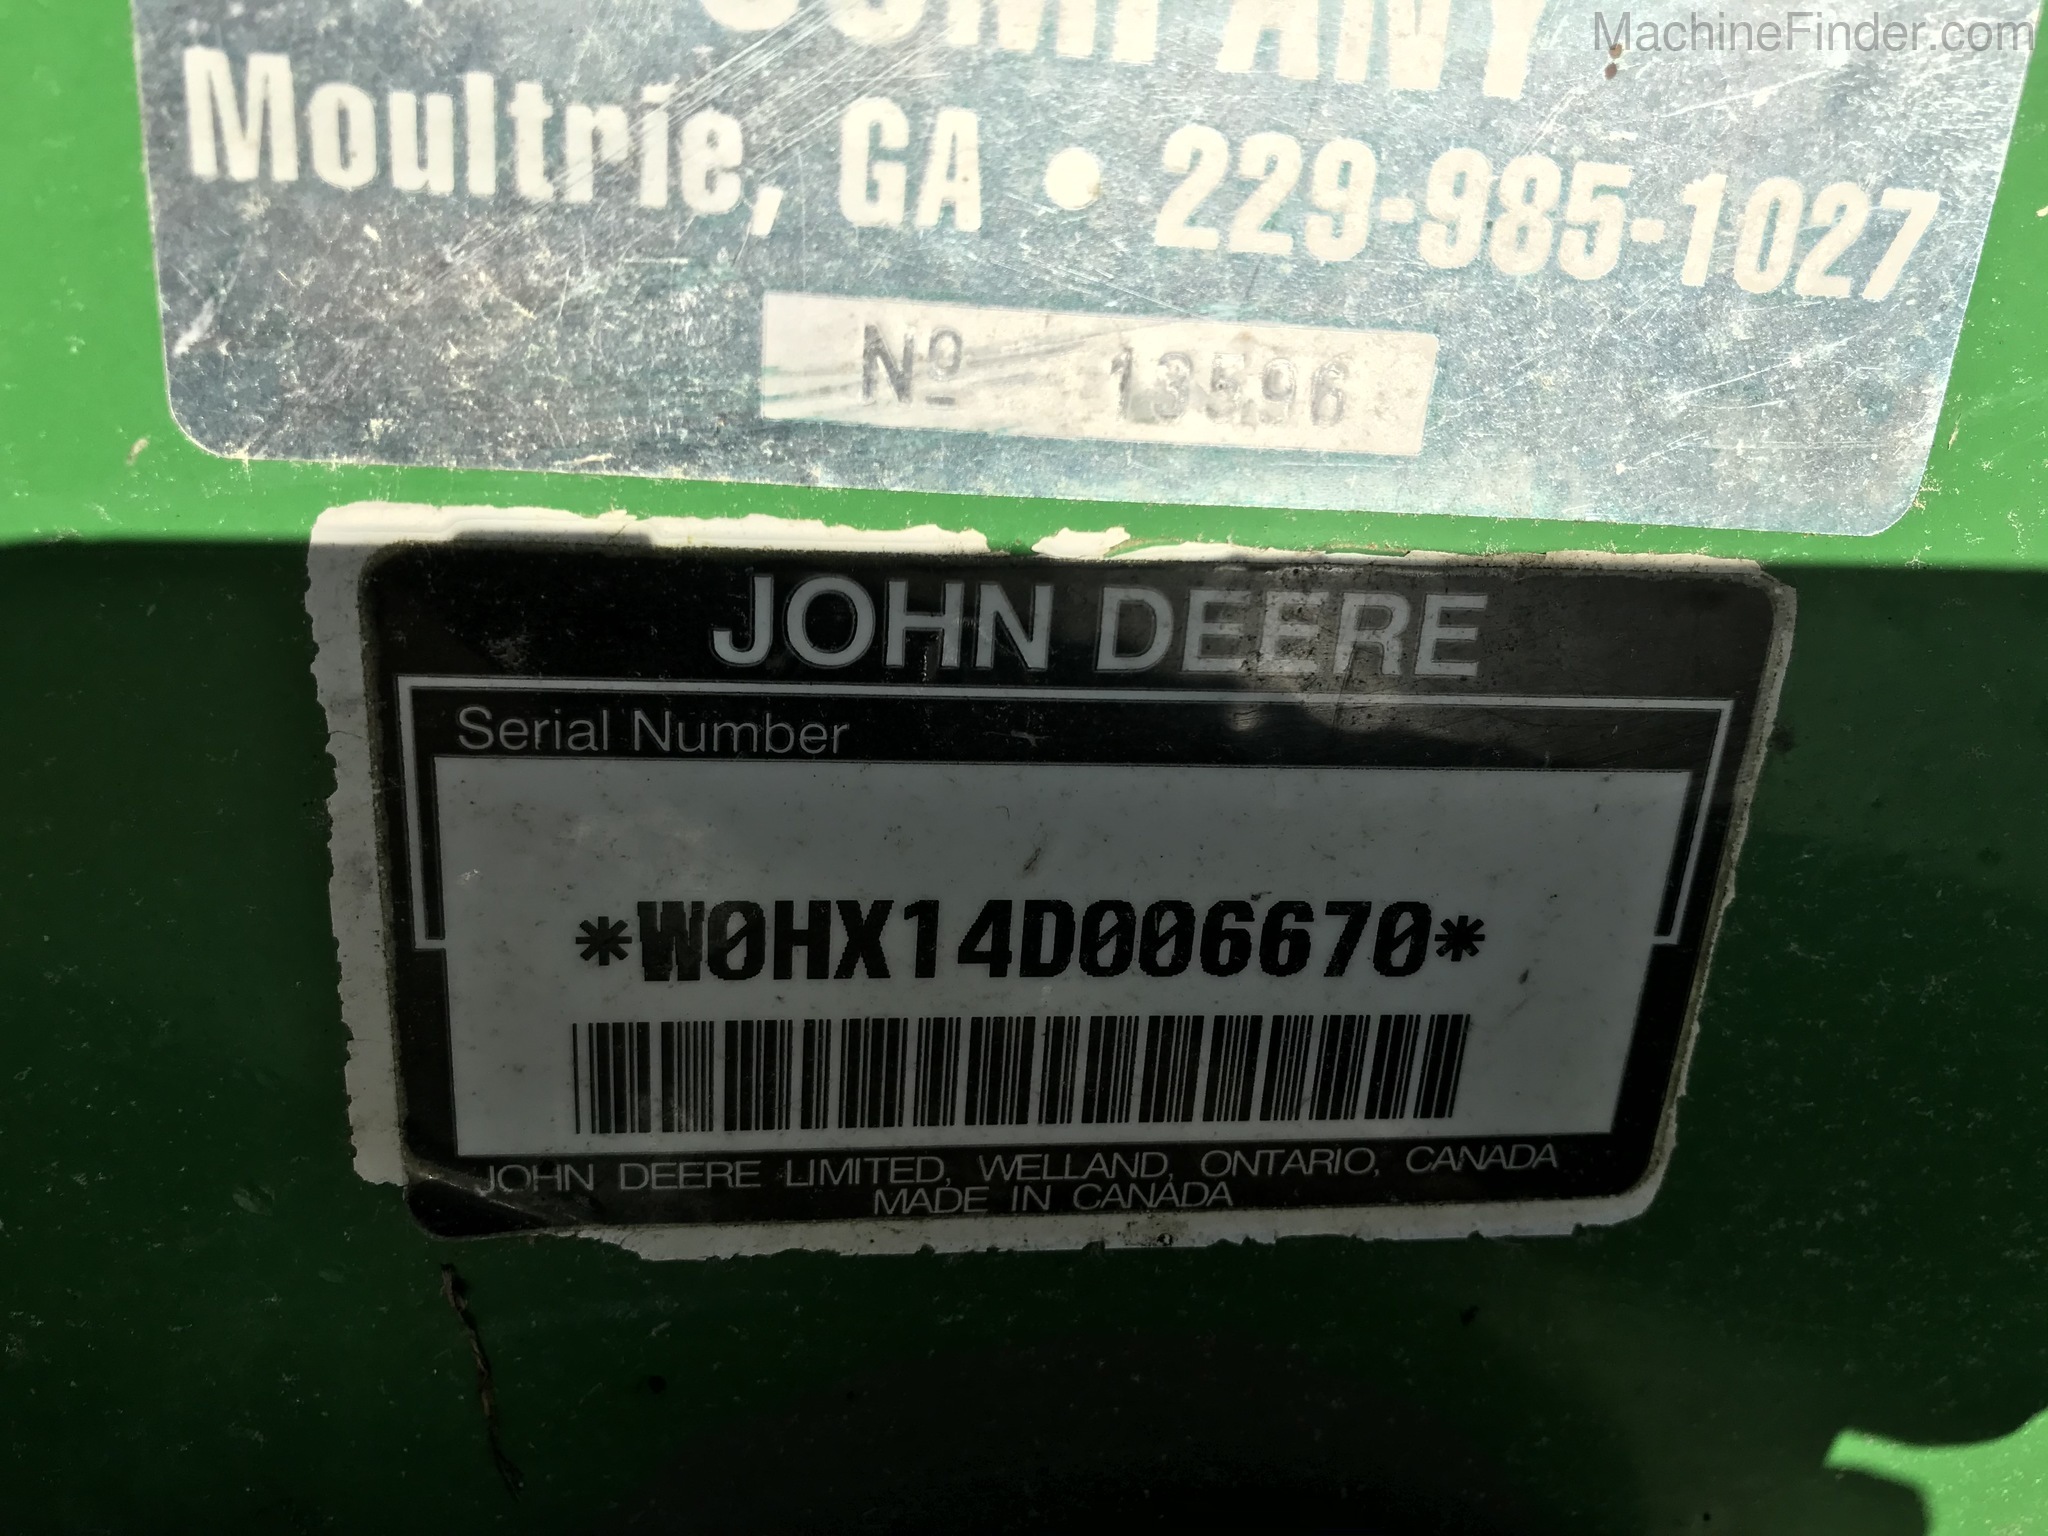 MachineFinder.com
COMPANY
Moultrie, GA • 229-985-1027
Nº 13596
JOHN DEERE
Serial Number
*W0HX14D006670*
JOHN DEERE LIMITED, WELLAND, ONTARIO, CANADA
MADE IN CANADA